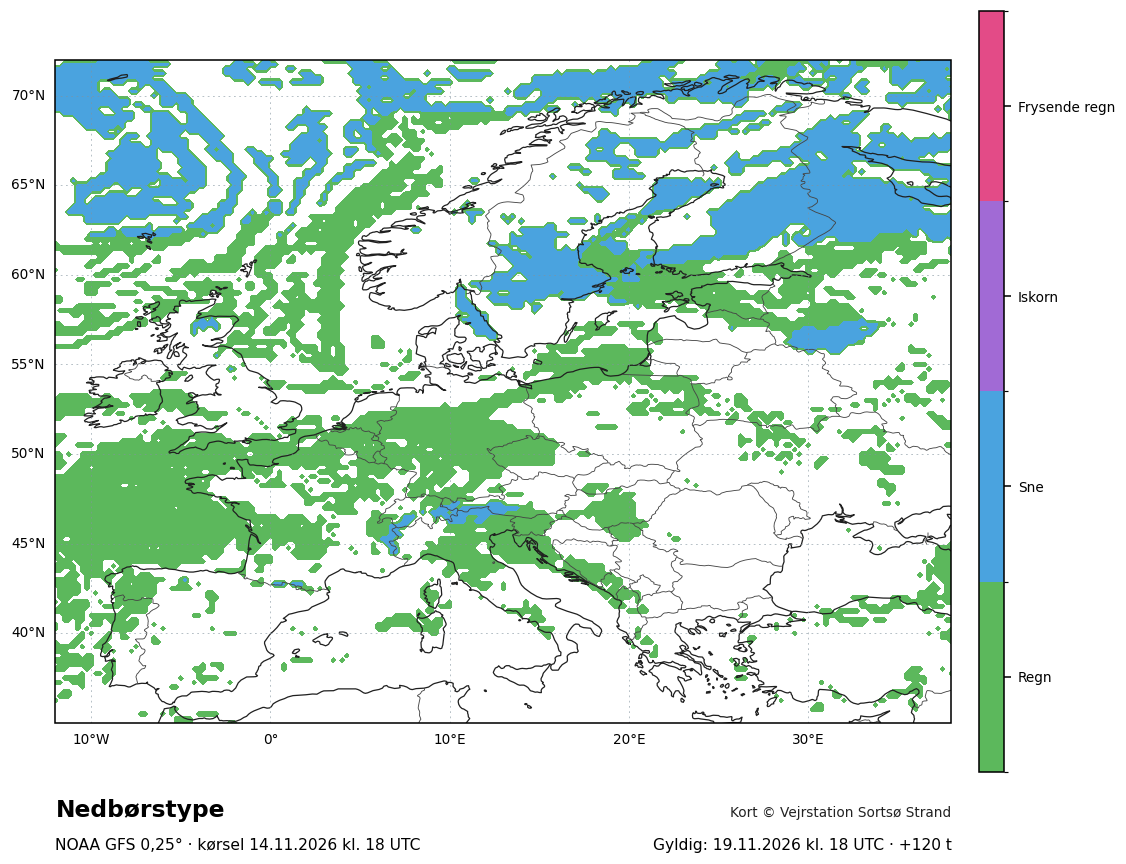 Frysende regn
70°N
65°N
Iskorn
60°N
55°N
Sne
50°N
45°N
40°N
Regn
10°W 0° 10°E 20°E 30°E
Nedbørstype
Kort © Vejrstation Sortsø Strand
NOAA GFS 0,25° · kørsel 14.11.2026 kl. 18 UTC
Gyldig: 19.11.2026 kl. 18 UTC · +120 t